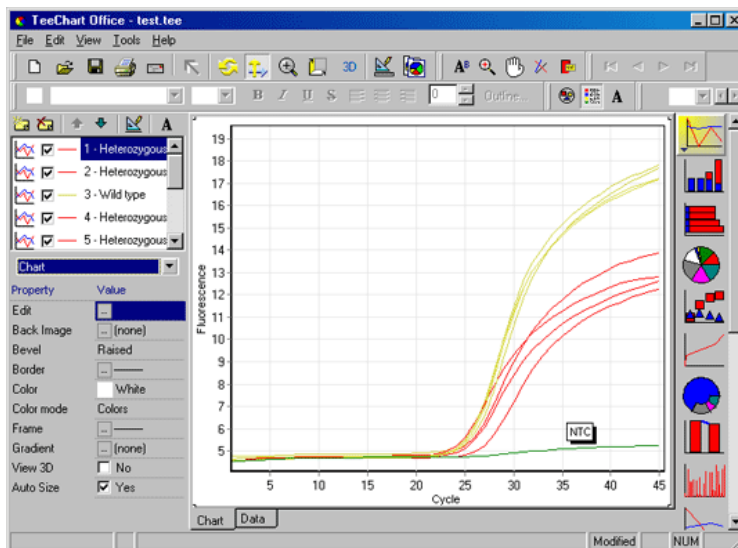 TeeChart Office - test.tee
File Edit View Tools Help
3D A B
B I U S 0 Outline... A
A
1 - Heterozygous
2 - Heterozygous
3 - Wild type
4 - Heterozygous
5 - Heterozygous
Chart
Property Value
Edit ...
Back Image ... (none)
Bevel Raised
Border ...
Color White
Color mode Colors
Frame ...
Gradient ... (none)
View 3D No
Auto Size Yes
Fluorescence
19
18
17
16
15
14
13
12
11
10
9
8
7
6
5
NTC
5 10 15 20 25 30 35 40 45
Cycle
Chart Data
Modified NUM